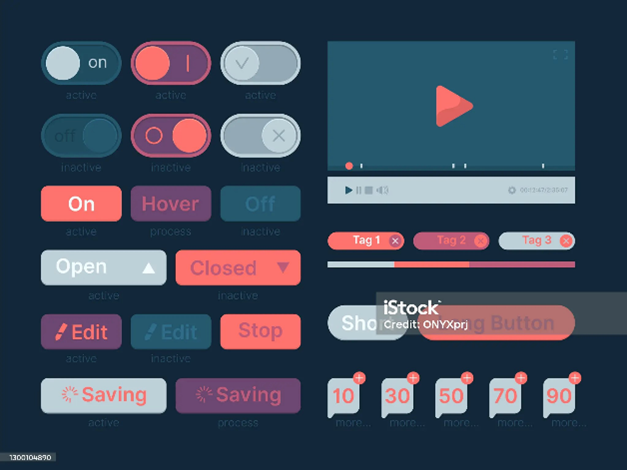 on
active
active
active
off
inactive
inactive
inactive
On
Hover
Off
active
process
inactive
Open
Closed
active
inactive
Edit
Edit
Stop
active
inactive
Saving
Saving
active
process
Tag 1
Tag 2
Tag 3
iStock
Credit: ONYXprj
Button
10
30
50
70
90
more...
more...
more...
more...
more...
1300104890